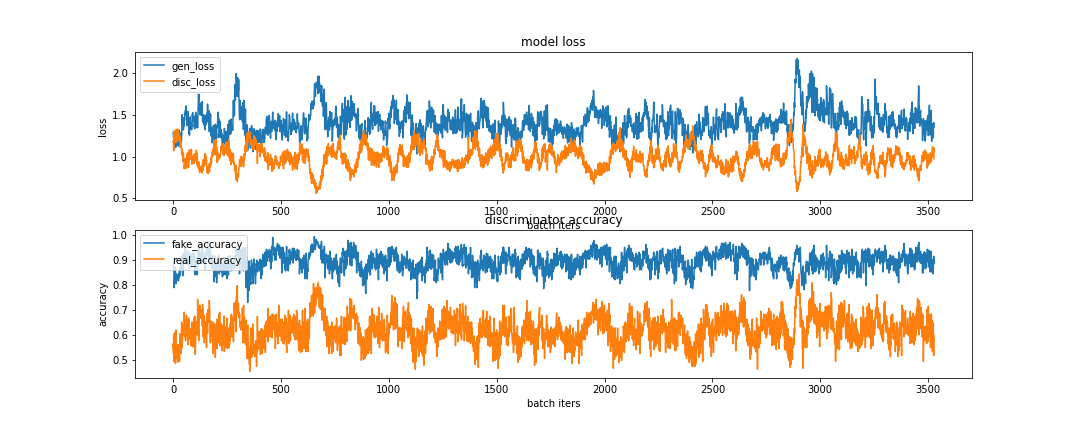 model loss
gen_loss
disc_loss
loss
2.0
1.5
1.0
0.5
0
500
1000
1500
2000
2500
3000
3500
batch iters
discriminator accuracy
fake_accuracy
real_accuracy
accuracy
1.0
0.9
0.8
0.7
0.6
0.5
0
500
1000
1500
2000
2500
3000
3500
batch iters